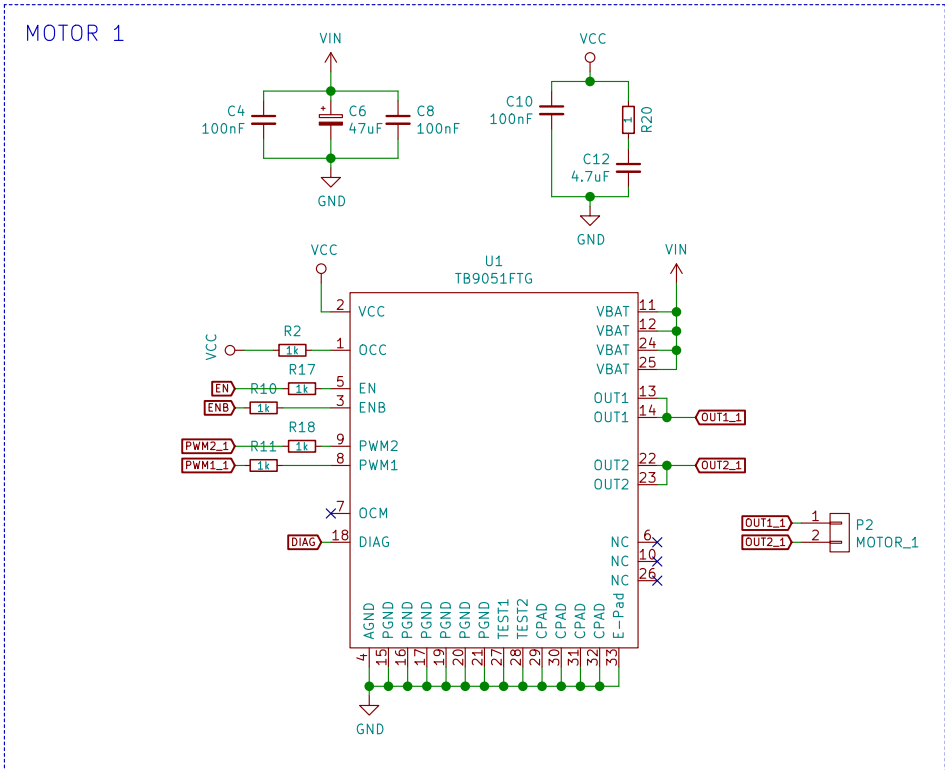 MOTOR 1
VIN
C4
100nF
+
C6
47uF
C8
100nF
GND
VCC
C10
100nF
1
R20
C12
4.7uF
GND
VCC
U1
TB9051FTG
VIN
2 VCC
VCC R2 1k 1 OCC
R17
EN 1k 5 EN
R10
ENB 1k 3 ENB
R18
PWM2_1 1k 9 PWM2
R11
PWM1_1 1k 8 PWM1
7 OCM
DIAG 18 DIAG
VBAT 11
VBAT 12
VBAT 24
VBAT 25
OUT1 13
OUT1 14 OUT1_1
OUT2 22 OUT2_1
OUT2 23
NC 6
NC 10
NC 26
OUT1_1 1 P2
OUT2_1 2 MOTOR_1
AGND 4
PGND 15
PGND 16
PGND 17
PGND 19
PGND 20
PGND 21
TEST1 27
TEST2 28
CPAD 29
CPAD 30
CPAD 31
CPAD 32
E-Pad 33
GND